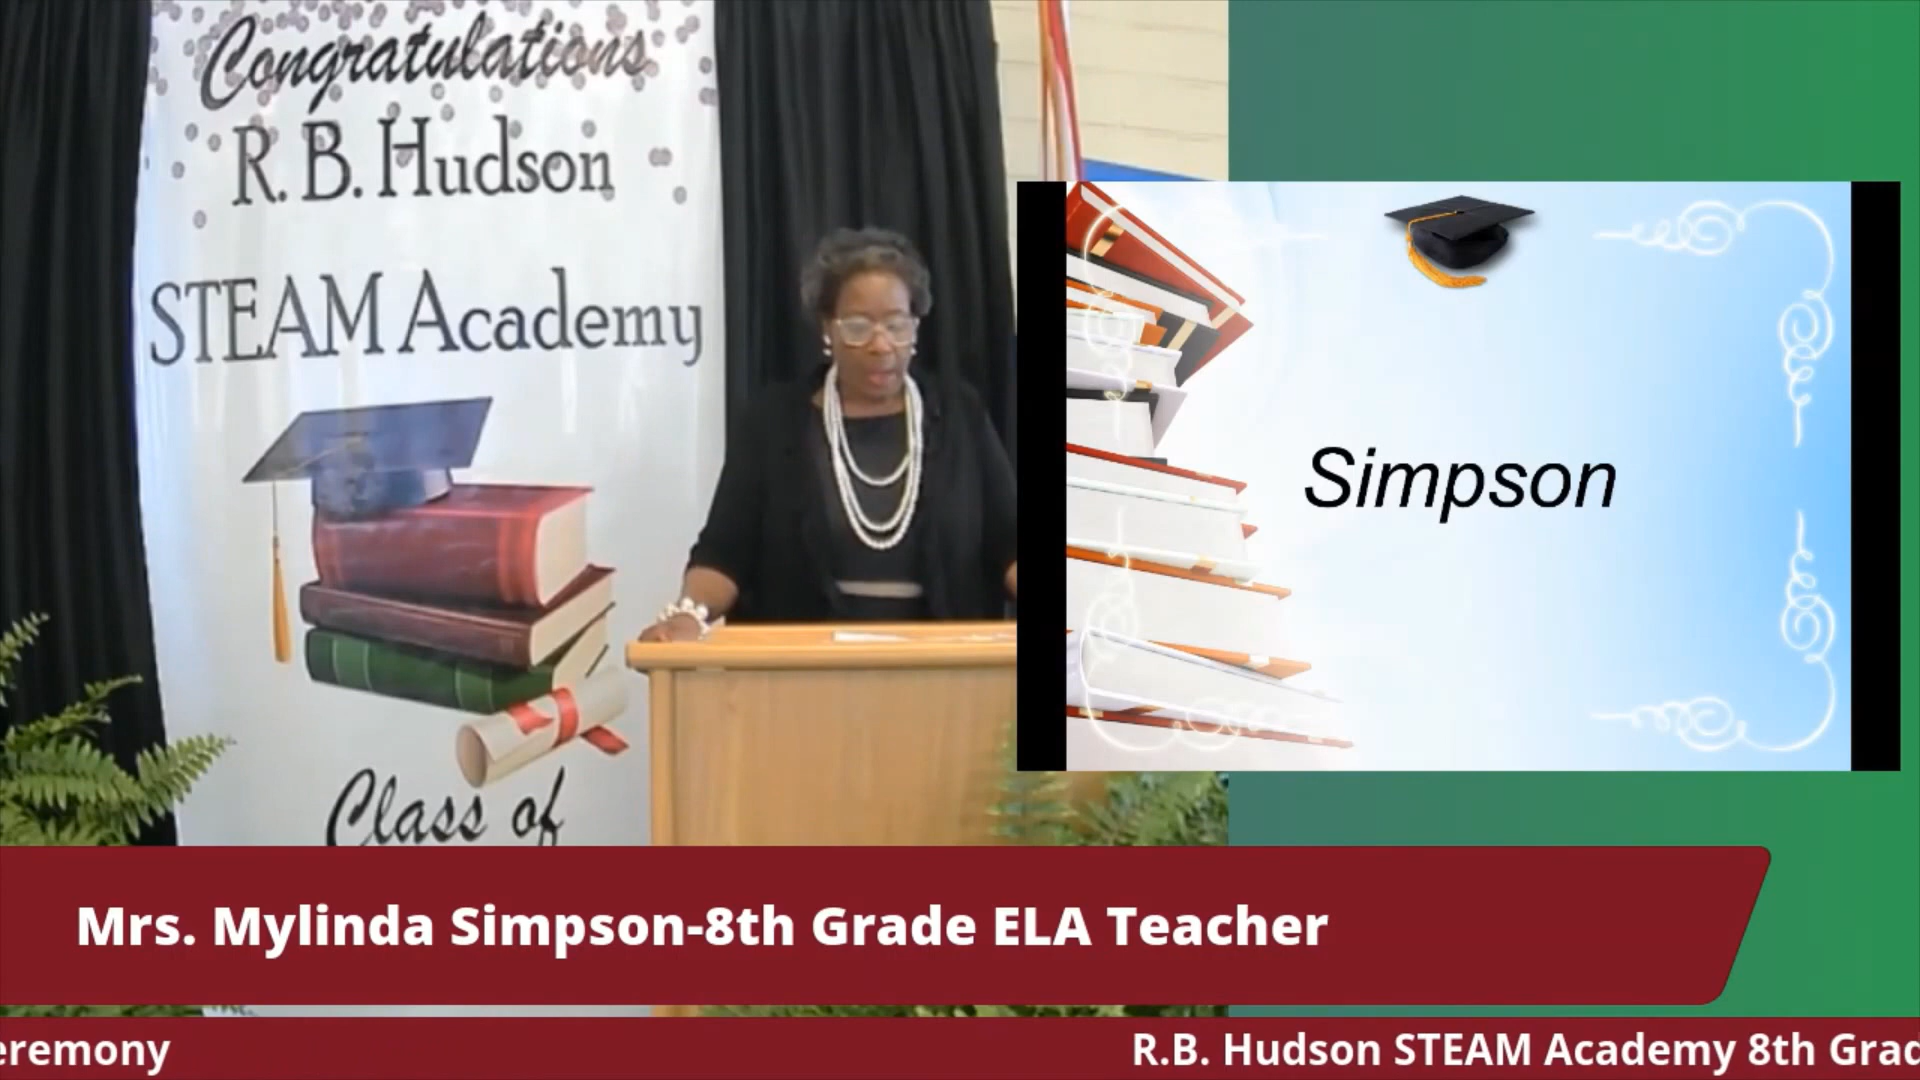 Congratulations
R. B. Hudson
STEAM Academy
Class of
Simpson
Mrs. Mylinda Simpson-8th Grade ELA Teacher
eremony
R.B. Hudson STEAM Academy 8th Grad